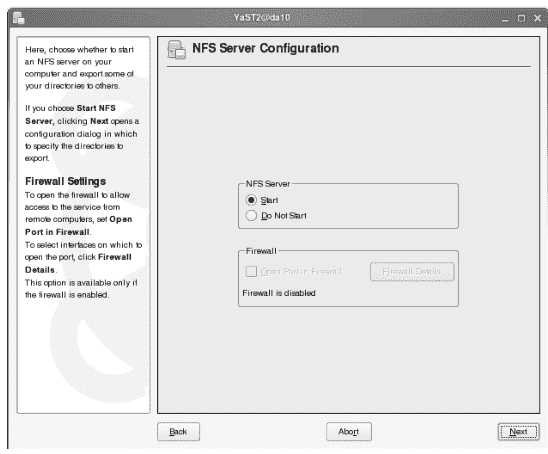 YaST2@da10
Here, choose whether to start
an NFS server on your
computer and export some of
your directories to others.
If you choose Start NFS
Server, clicking Next opens a
configuration dialog in which
to specify the directories to
export.
Firewall Settings
To open the firewall to allow
access to the service from
remote computers, set Open
Port in Firewall.
To select interfaces on which to
open the port, click Firewall
Details.
This option is available only if
the firewall is enabled.
NFS Server Configuration
NFS Server
Start
Do Not Start
Firewall
Open Port in Firewall
Firewall Details
Firewall is disabled
Back
Abort
Next